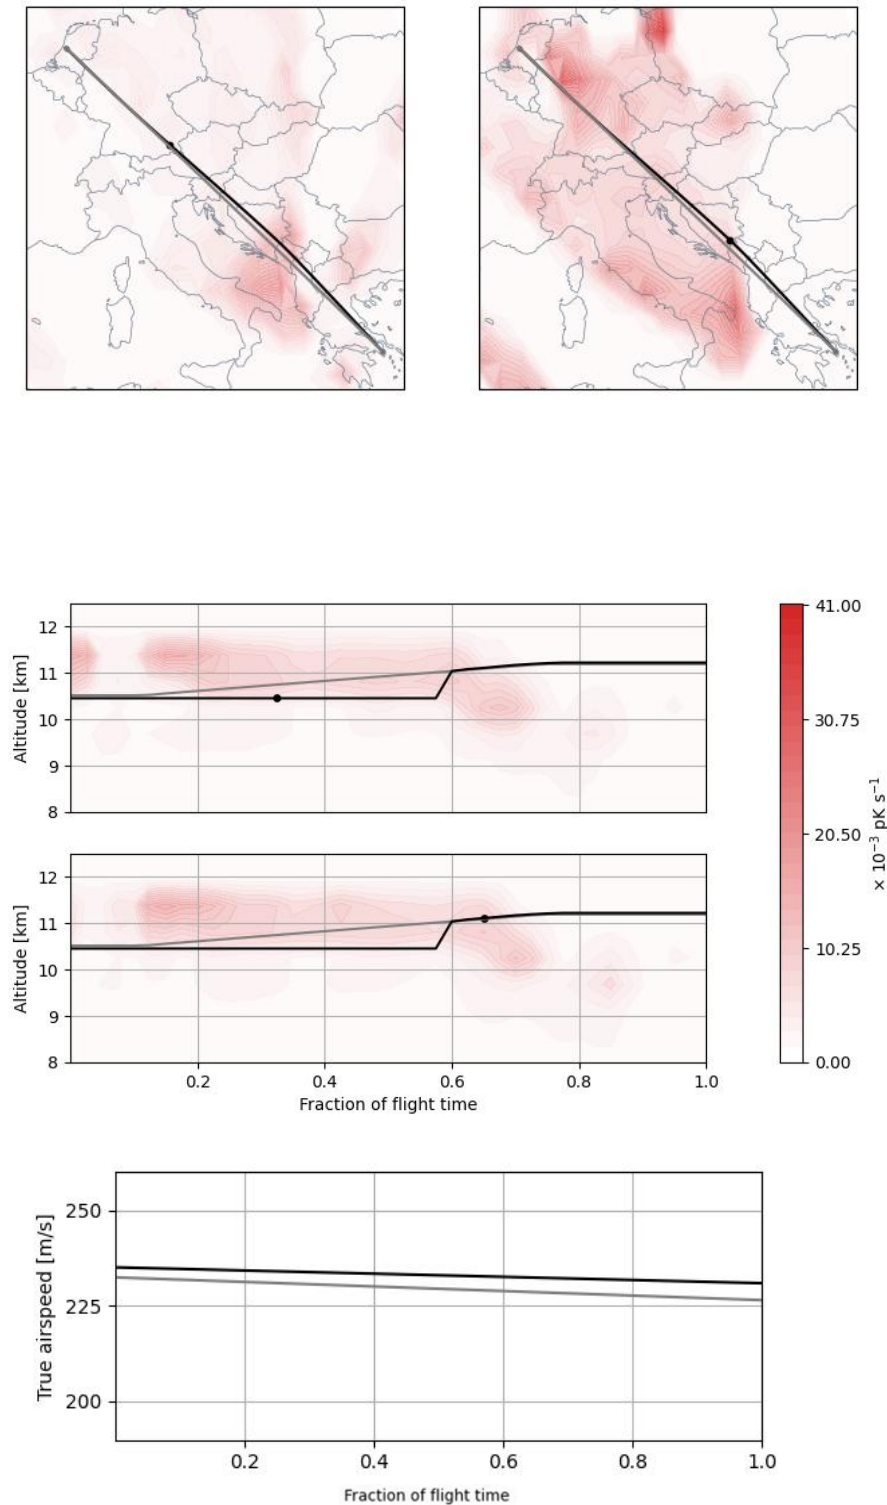 12
11
10
9
8
Altitude [km]
12
11
10
9
8
Altitude [km]
0.2 0.4 0.6 0.8 1.0
Fraction of flight time
41.00
30.75
20.50
10.25
0.00
× 10⁻³ pK s⁻¹
250
225
200
True airspeed [m/s]
0.2 0.4 0.6 0.8 1.0
Fraction of flight time